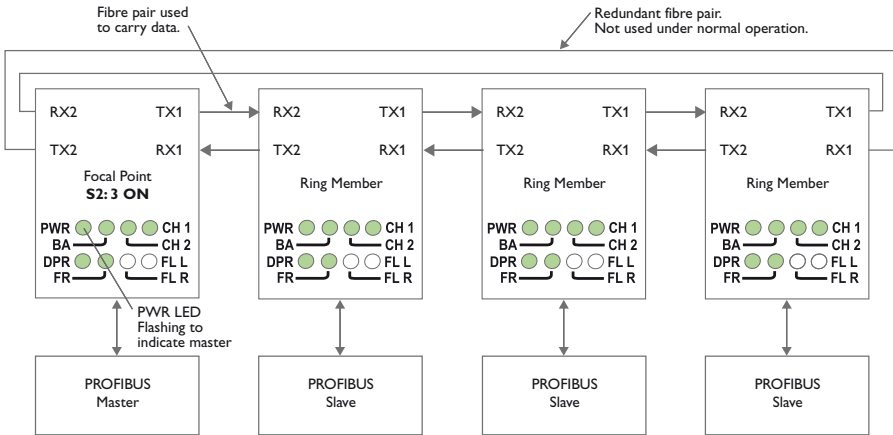 Fibre pair used
to carry data.
Redundant fibre pair.
Not used under normal operation.
RX2 TX1
TX2 RX1
Focal Point
S2: 3 ON
PWR CH 1
BA CH 2
DPR FL L
FR FL R
PWR LED
Flashing to
indicate master
PROFIBUS
Master
RX2 TX1
TX2 RX1
Ring Member
PWR CH 1
BA CH 2
DPR FL L
FR FL R
PROFIBUS
Slave
RX2 TX1
TX2 RX1
Ring Member
PWR CH 1
BA CH 2
DPR FL L
FR FL R
PROFIBUS
Slave
RX2 TX1
TX2 RX1
Ring Member
PWR CH 1
BA CH 2
DPR FL L
FR FL R
PROFIBUS
Slave